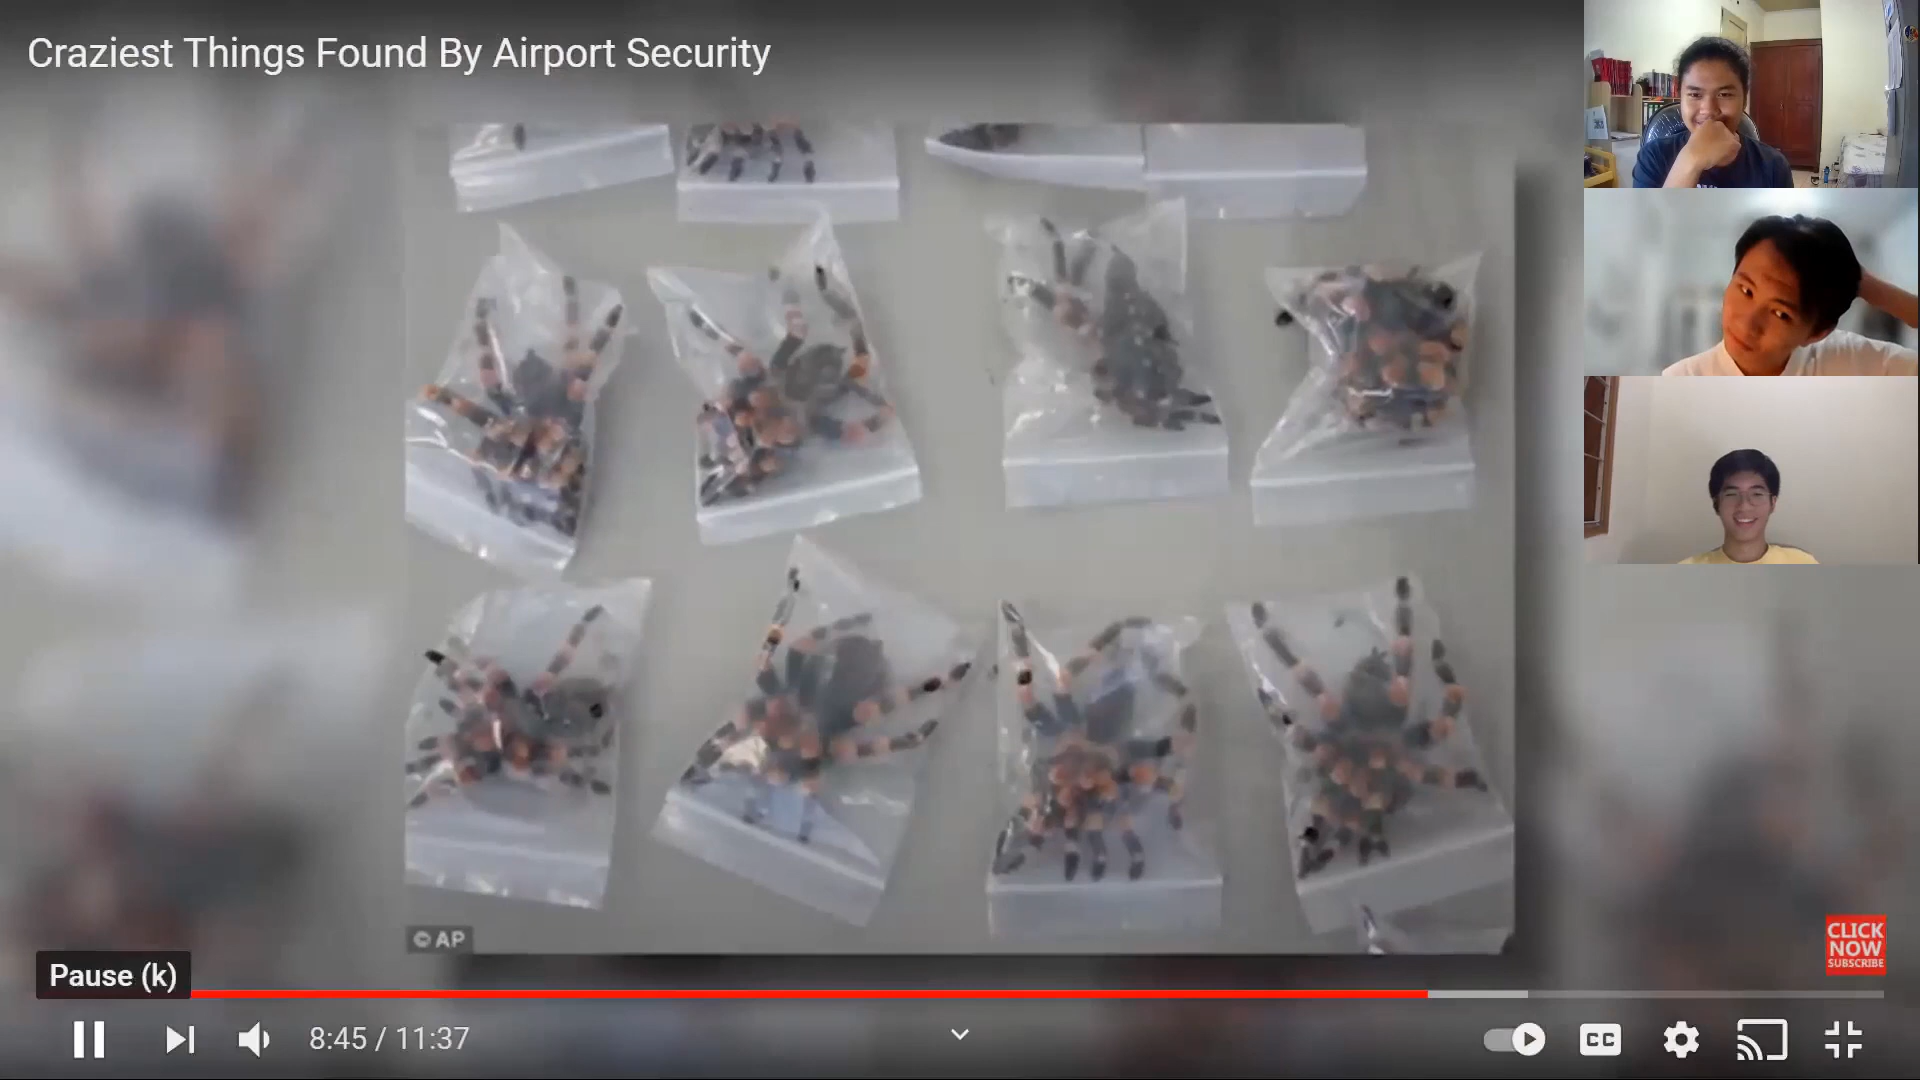 Craziest Things Found By Airport Security
© AP
CLICK
NOW
SUBSCRIBE
Pause (k)
8:45 / 11:37
CC